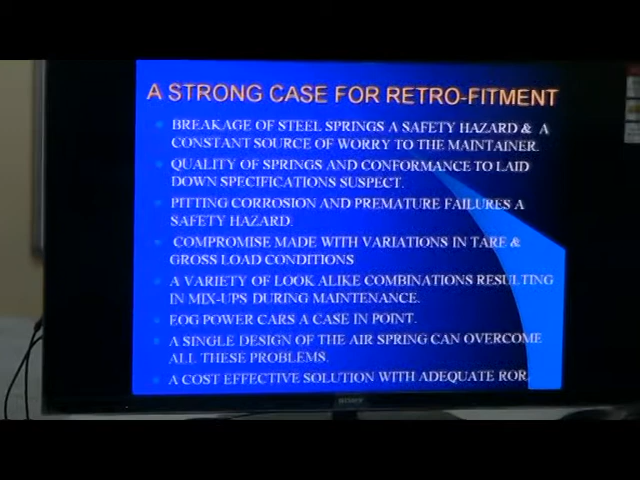 A STRONG CASE FOR RETRO-FITMENT
BREAKAGE OF STEEL SPRINGS A SAFETY HAZARD & A
CONSTANT SOURCE OF WORRY TO THE MAINTAINER.
QUALITY OF SPRINGS AND CONFORMANCE TO LAID
DOWN SPECIFICATIONS SUSPECT.
PITTING CORROSION AND PREMATURE FAILURES A
SAFETY HAZARD.
COMPROMISE MADE WITH VARIATIONS IN TARE &
GROSS LOAD CONDITIONS
A VARIETY OF LOOK ALIKE COMBINATIONS RESULTING
IN MIX-UPS DURING MAINTENANCE.
EOG POWER CARS A CASE IN POINT.
A SINGLE DESIGN OF THE AIR SPRING CAN OVERCOME
ALL THESE PROBLEMS.
A COST EFFECTIVE SOLUTION WITH ADEQUATE ROR.
SONY